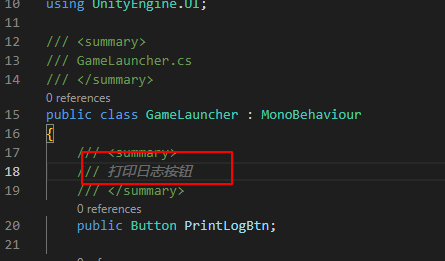 10 using UnityEngine.UI;
11
12 /// <summary>
13 /// GameLauncher.cs
14 /// </summary>
0 references
15 public class GameLauncher : MonoBehaviour
16 {
17 /// <summary>
18 /// 打印日志按钮
19 /// </summary>
0 references
20 public Button PrintLogBtn;
21